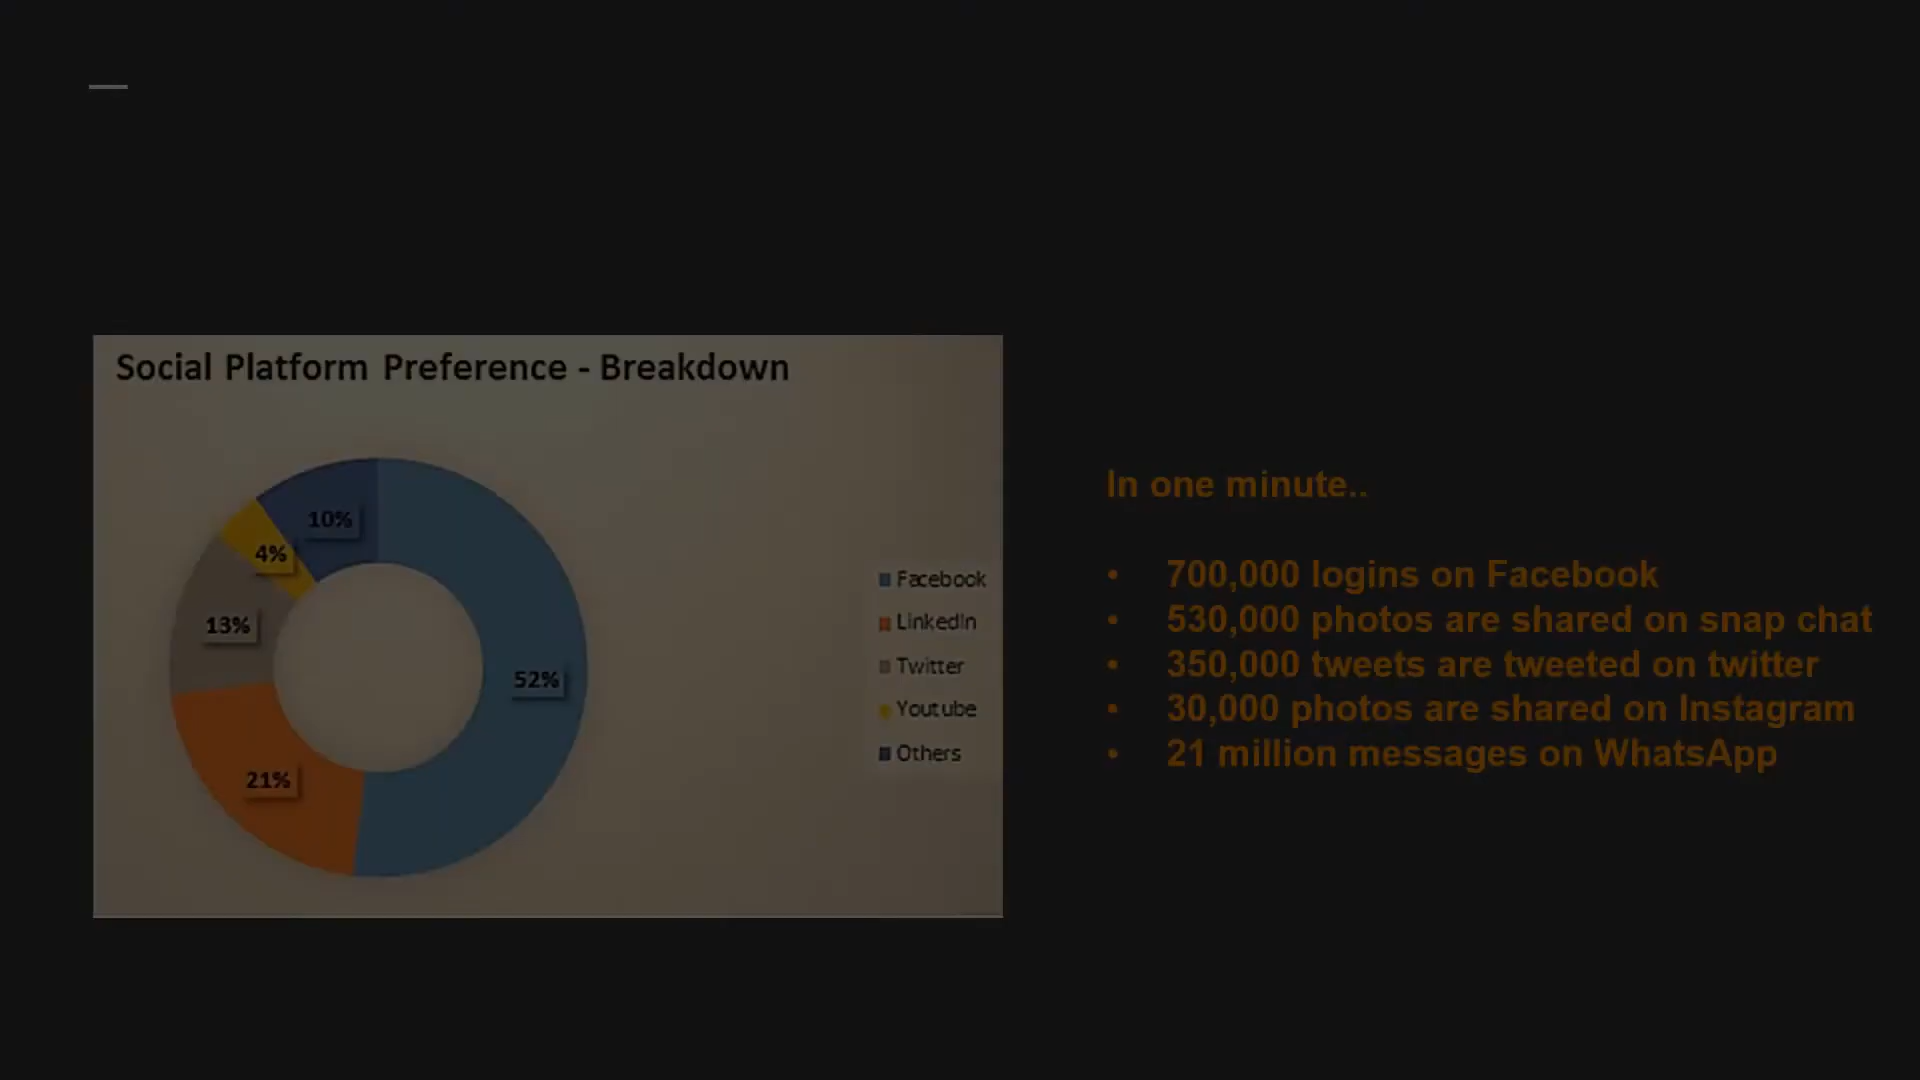 Social Platform Preference - Breakdown
10%
4%
13%
52%
21%
Facebook
LinkedIn
Twitter
Youtube
Others
In one minute..
• 700,000 logins on Facebook
• 530,000 photos are shared on snap chat
• 350,000 tweets are tweeted on twitter
• 30,000 photos are shared on Instagram
• 21 million messages on WhatsApp